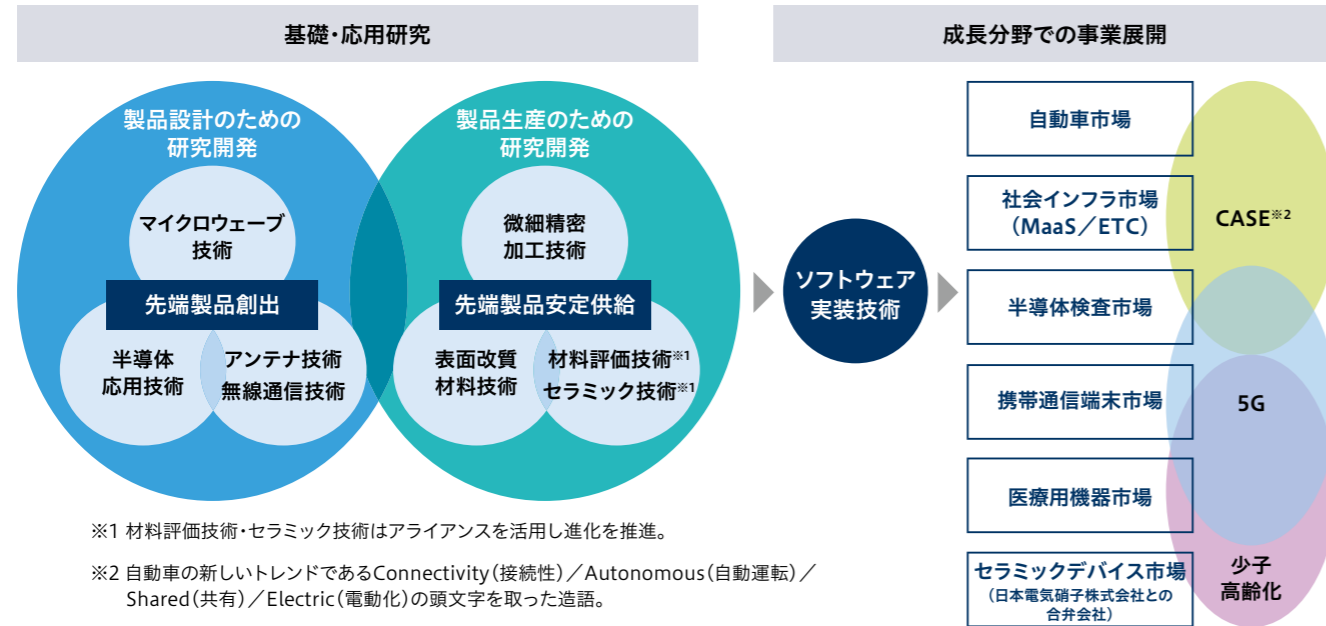 基礎・応用研究
成長分野での事業展開
製品設計のための
研究開発
マイクロウェーブ
技術
先端製品創出
半導体
応用技術
アンテナ技術
無線通信技術
製品生産のための
研究開発
微細精密
加工技術
先端製品安定供給
表面改質
材料技術
材料評価技術※1
セラミック技術※1
ソフトウェア
実装技術
自動車市場
社会インフラ市場
（MaaS／ETC）
半導体検査市場
携帯通信端末市場
医療用機器市場
セラミックデバイス市場
（日本電気硝子株式会社との
合弁会社）
CASE※2
5G
少子
高齢化
※1 材料評価技術・セラミック技術はアライアンスを活用し進化を推進。
※2 自動車の新しいトレンドであるConnectivity（接続性）／Autonomous（自動運転）／
Shared（共有）／Electric（電動化）の頭文字を取った造語。